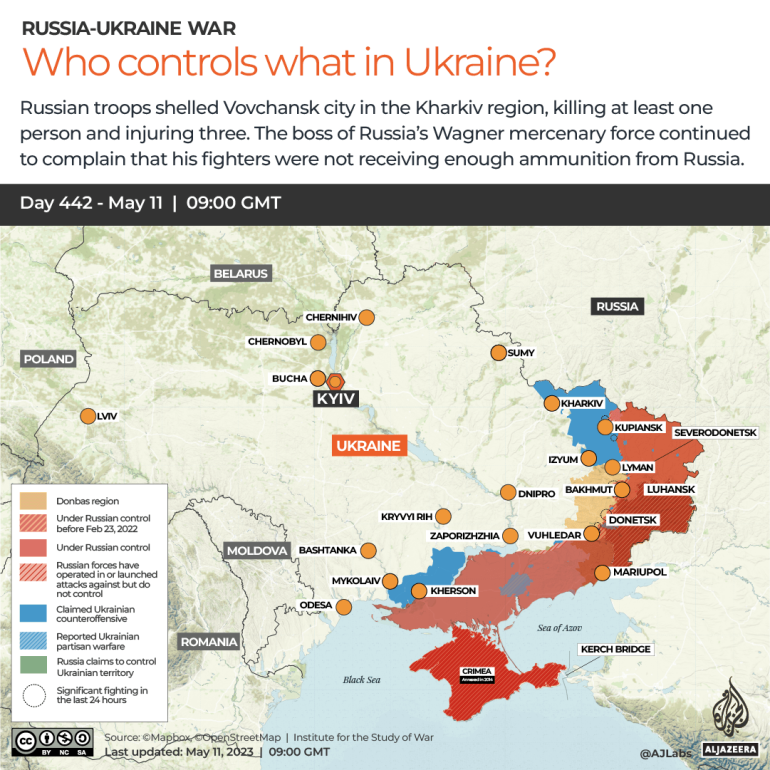 RUSSIA-UKRAINE WAR
Who controls what in Ukraine?
Russian troops shelled Vovchansk city in the Kharkiv region, killing at least one
person and injuring three. The boss of Russia’s Wagner mercenary force continued
to complain that his fighters were not receiving enough ammunition from Russia.
Day 442 - May 11 | 09:00 GMT
BELARUS
RUSSIA
CHERNIHIV
CHERNOBYL
SUMY
POLAND
BUCHA
KYIV
KHARKIV
LVIV
KUPIANSK
SEVERODONETSK
UKRAINE
IZYUM
LYMAN
DNIPRO
BAKHMUT
LUHANSK
KRYVYI RIH
DONETSK
ZAPORIZHZHIA
VUHLEDAR
MOLDOVA
BASHTANKA
MARIUPOL
MYKOLAIV
KHERSON
ODESA
Sea of Azov
ROMANIA
KERCH BRIDGE
CRIMEA
Annexed in 2014
Black Sea
Donbas region
Under Russian control
before Feb 23, 2022
Under Russian control
Russian forces have
operated in or launched
attacks against but do
not control
Claimed Ukrainian
counteroffensive
Reported Ukrainian
partisan warfare
Russia claims to control
Ukrainian territory
Significant fighting in
the last 24 hours
CC BY NC SA
Source: ©Mapbox, ©OpenStreetMap | Institute for the Study of War
Last updated: May 11, 2023 | 09:00 GMT
@AJLabs
ALJAZEERA